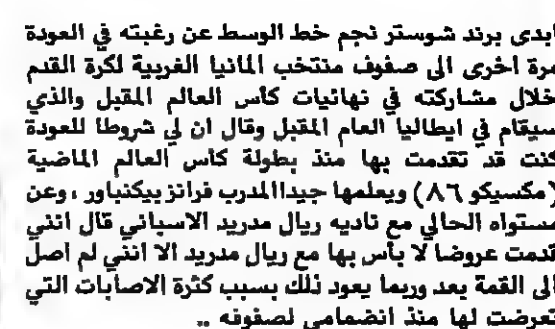 ابدى برند شوستر نجم خط الوسط عن رغبته في العودة
مرة اخرى الى صفوف منتخب المانيا الغربية لكرة القدم
خلال مشاركته في نهائيات كأس العالم المقبل والذي
سيقام في ايطاليا العام المقبل وقال ان لي شروطا للعودة
كنت قد تقدمت بها منذ بطولة كأس العالم الماضية
(مكسيكو ٨٦) ويعلمها جيداالمدرب فرانز بيكنباور ، وعن
مستواه الحالي مع ناديه ريال مدريد الاسباني قال انني
قدمت عروضا لا بأس بها مع ريال مدريد الا انني لم اصل
الى القمة بعد وربما يعود ذلك بسبب كثرة الاصابات التي
تعرضت لها منذ انضمامي لصفوفه ..